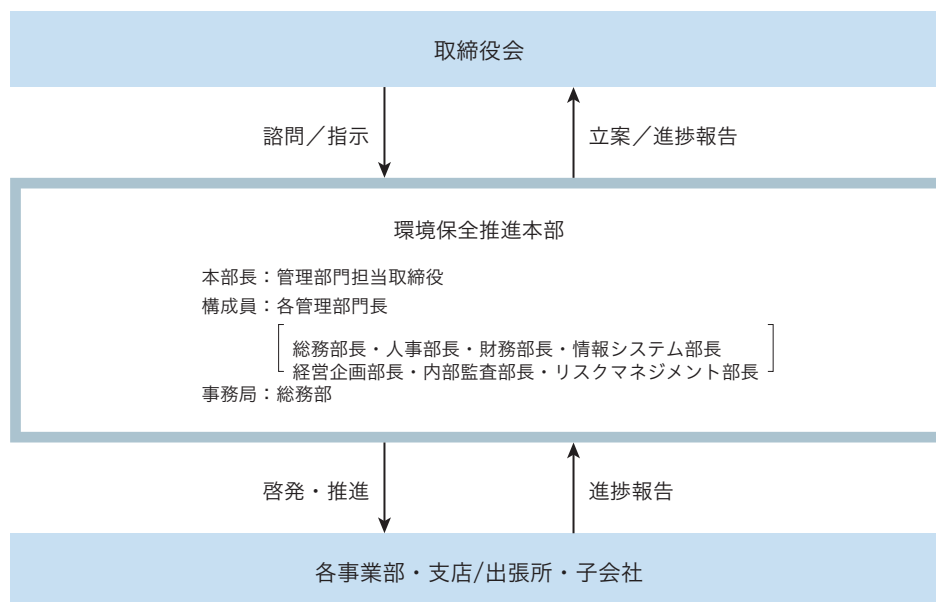 取締役会
諮問／指示
立案／進捗報告
環境保全推進本部
本部長：管理部門担当取締役
構成員：各管理部門長
総務部長・人事部長・財務部長・情報システム部長
経営企画部長・内部監査部長・リスクマネジメント部長
事務局：総務部
啓発・推進
進捗報告
各事業部・支店/出張所・子会社